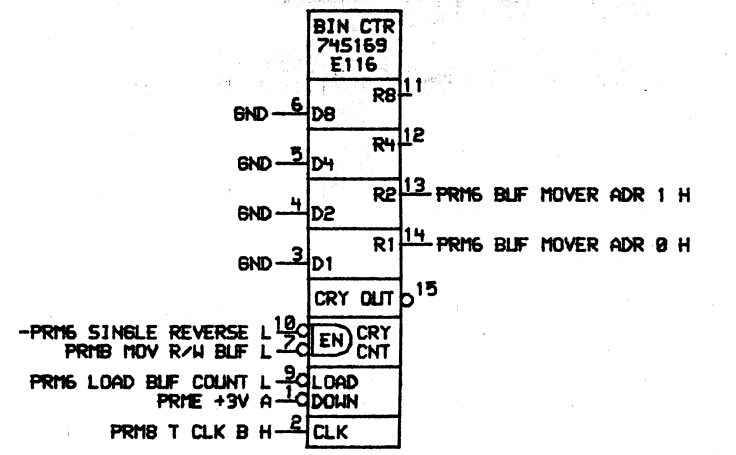 BIN CTR
74S169
E116
R8 11
GND 6 D8
R4 12
GND 5 D4
R2 13 PRM6 BUF MOVER ADR 1 H
GND 4 D2
R1 14 PRM6 BUF MOVER ADR 0 H
GND 3 D1
CRY OUT 15
-PRM6 SINGLE REVERSE L 10 EN CRY
PRM8 MOV R/W BUF L 7 CNT
PRM6 LOAD BUF COUNT L 9 LOAD
PRME +3V A 1 DOWN
PRM8 T CLK B H 2 CLK